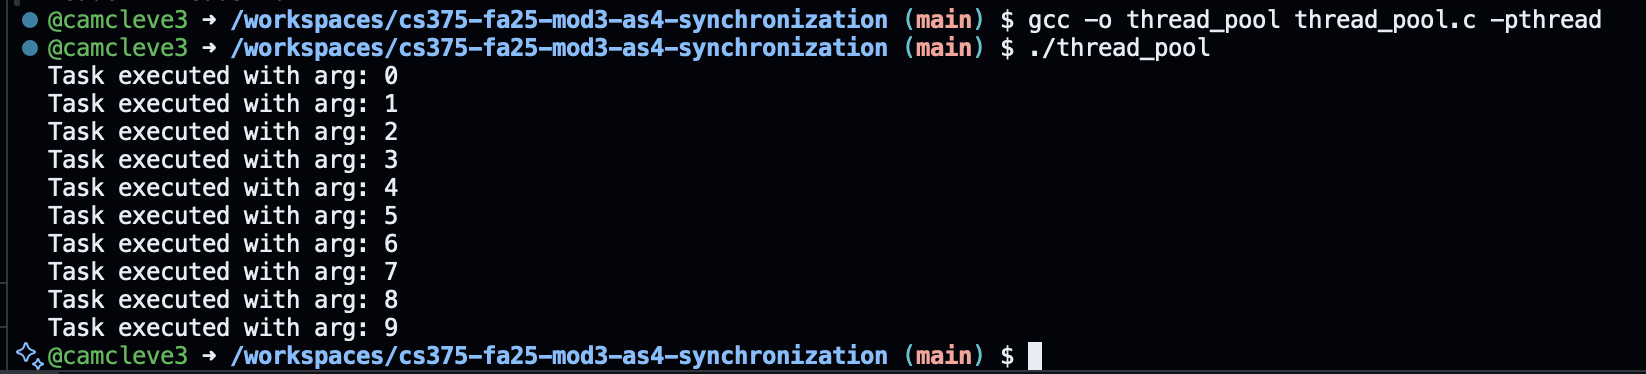 @camcleve3 → /workspaces/cs375-fa25-mod3-as4-synchronization (main) $ gcc -o thread_pool thread_pool.c -pthread
@camcleve3 → /workspaces/cs375-fa25-mod3-as4-synchronization (main) $ ./thread_pool
Task executed with arg: 0
Task executed with arg: 1
Task executed with arg: 2
Task executed with arg: 3
Task executed with arg: 4
Task executed with arg: 5
Task executed with arg: 6
Task executed with arg: 7
Task executed with arg: 8
Task executed with arg: 9
@camcleve3 → /workspaces/cs375-fa25-mod3-as4-synchronization (main) $